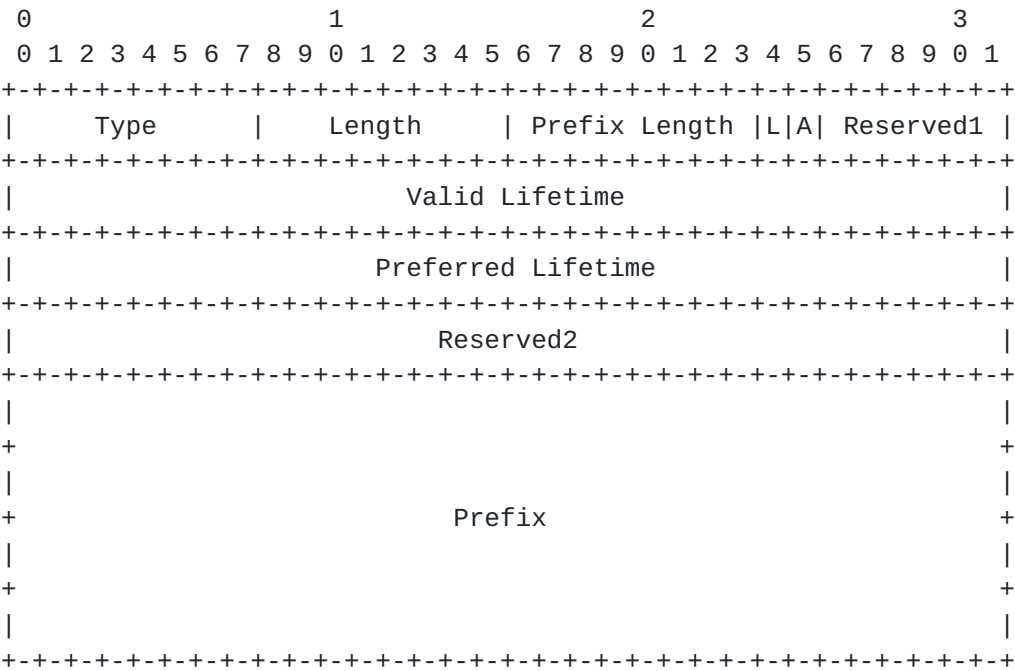 0                   1                   2                   3
 0 1 2 3 4 5 6 7 8 9 0 1 2 3 4 5 6 7 8 9 0 1 2 3 4 5 6 7 8 9 0 1
+-+-+-+-+-+-+-+-+-+-+-+-+-+-+-+-+-+-+-+-+-+-+-+-+-+-+-+-+-+-+-+-+
|     Type      |    Length     | Prefix Length |L|A| Reserved1 |
+-+-+-+-+-+-+-+-+-+-+-+-+-+-+-+-+-+-+-+-+-+-+-+-+-+-+-+-+-+-+-+-+
|                         Valid Lifetime                        |
+-+-+-+-+-+-+-+-+-+-+-+-+-+-+-+-+-+-+-+-+-+-+-+-+-+-+-+-+-+-+-+-+
|                       Preferred Lifetime                      |
+-+-+-+-+-+-+-+-+-+-+-+-+-+-+-+-+-+-+-+-+-+-+-+-+-+-+-+-+-+-+-+-+
|                           Reserved2                           |
+-+-+-+-+-+-+-+-+-+-+-+-+-+-+-+-+-+-+-+-+-+-+-+-+-+-+-+-+-+-+-+-+
|                                                               |
+                                                               +
|                                                               |
+                            Prefix                             +
|                                                               |
+                                                               +
|                                                               |
+-+-+-+-+-+-+-+-+-+-+-+-+-+-+-+-+-+-+-+-+-+-+-+-+-+-+-+-+-+-+-+-+